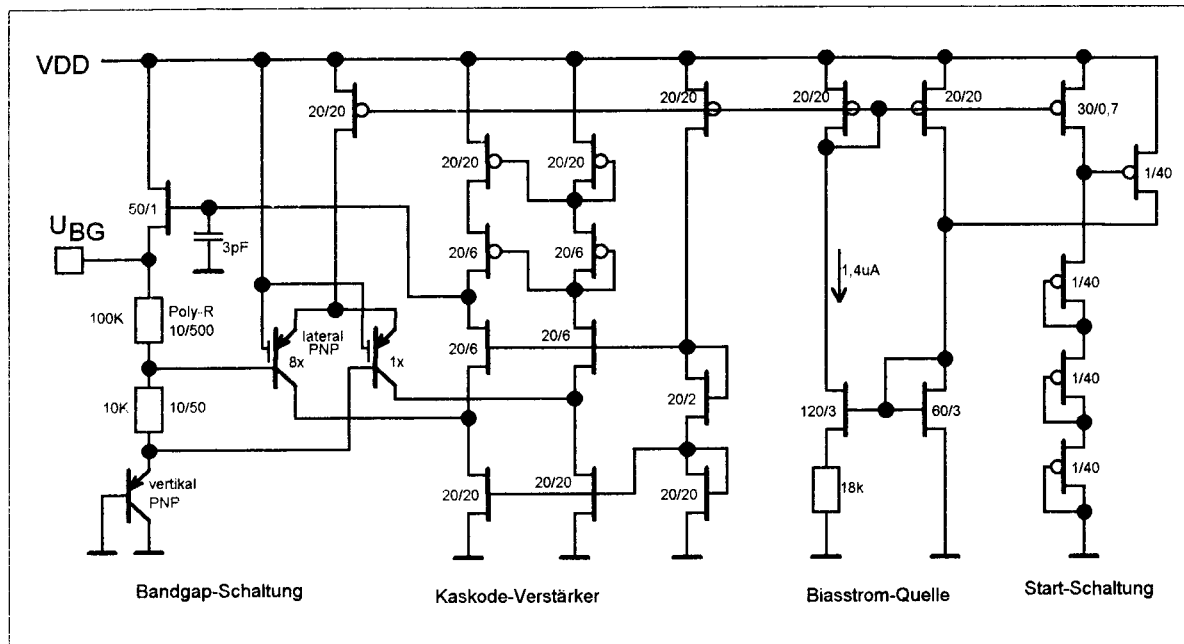 VDD
20/20
20/20
20/20
20/20
30/0,7
20/20
20/20
1/40
50/1
UBG
3pF
20/6
20/6
1,4uA
1/40
100K
Poly-R
10/500
lateral
PNP
8x
1x
20/6
20/6
1/40
10K
10/50
20/2
120/3
60/3
vertikal
PNP
20/20
20/20
20/20
18k
1/40
Bandgap-Schaltung
Kaskode-Verstärker
Biasstrom-Quelle
Start-Schaltung